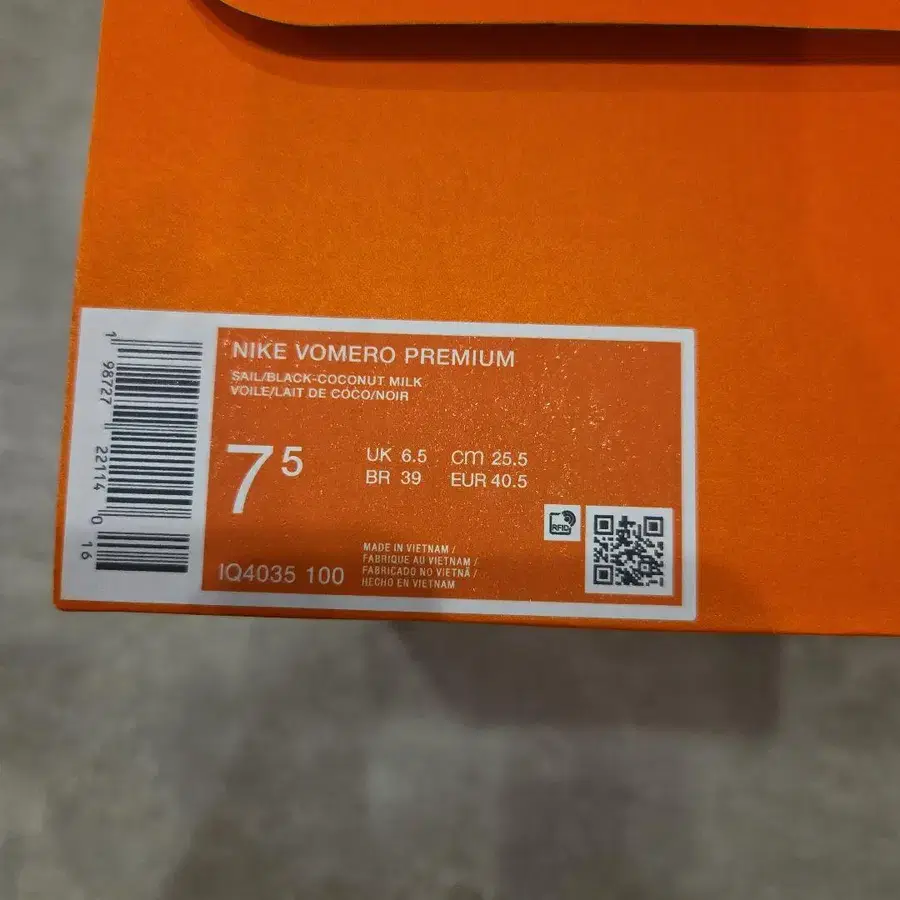 NIKE VOMERO PREMIUM
SAIL/BLACK-COCONUT MILK
VOILE/LAIT DE COCO/NOIR
7 5
UK 6.5 cm 25.5
BR 39 EUR 40.5
RFID
MADE IN VIETNAM /
FABRIQUE AU VIETNAM /
FABRICADO NO VIETNÃ /
HECHO EN VIETNAM
IQ4035 100
1 98727 22114 0 16